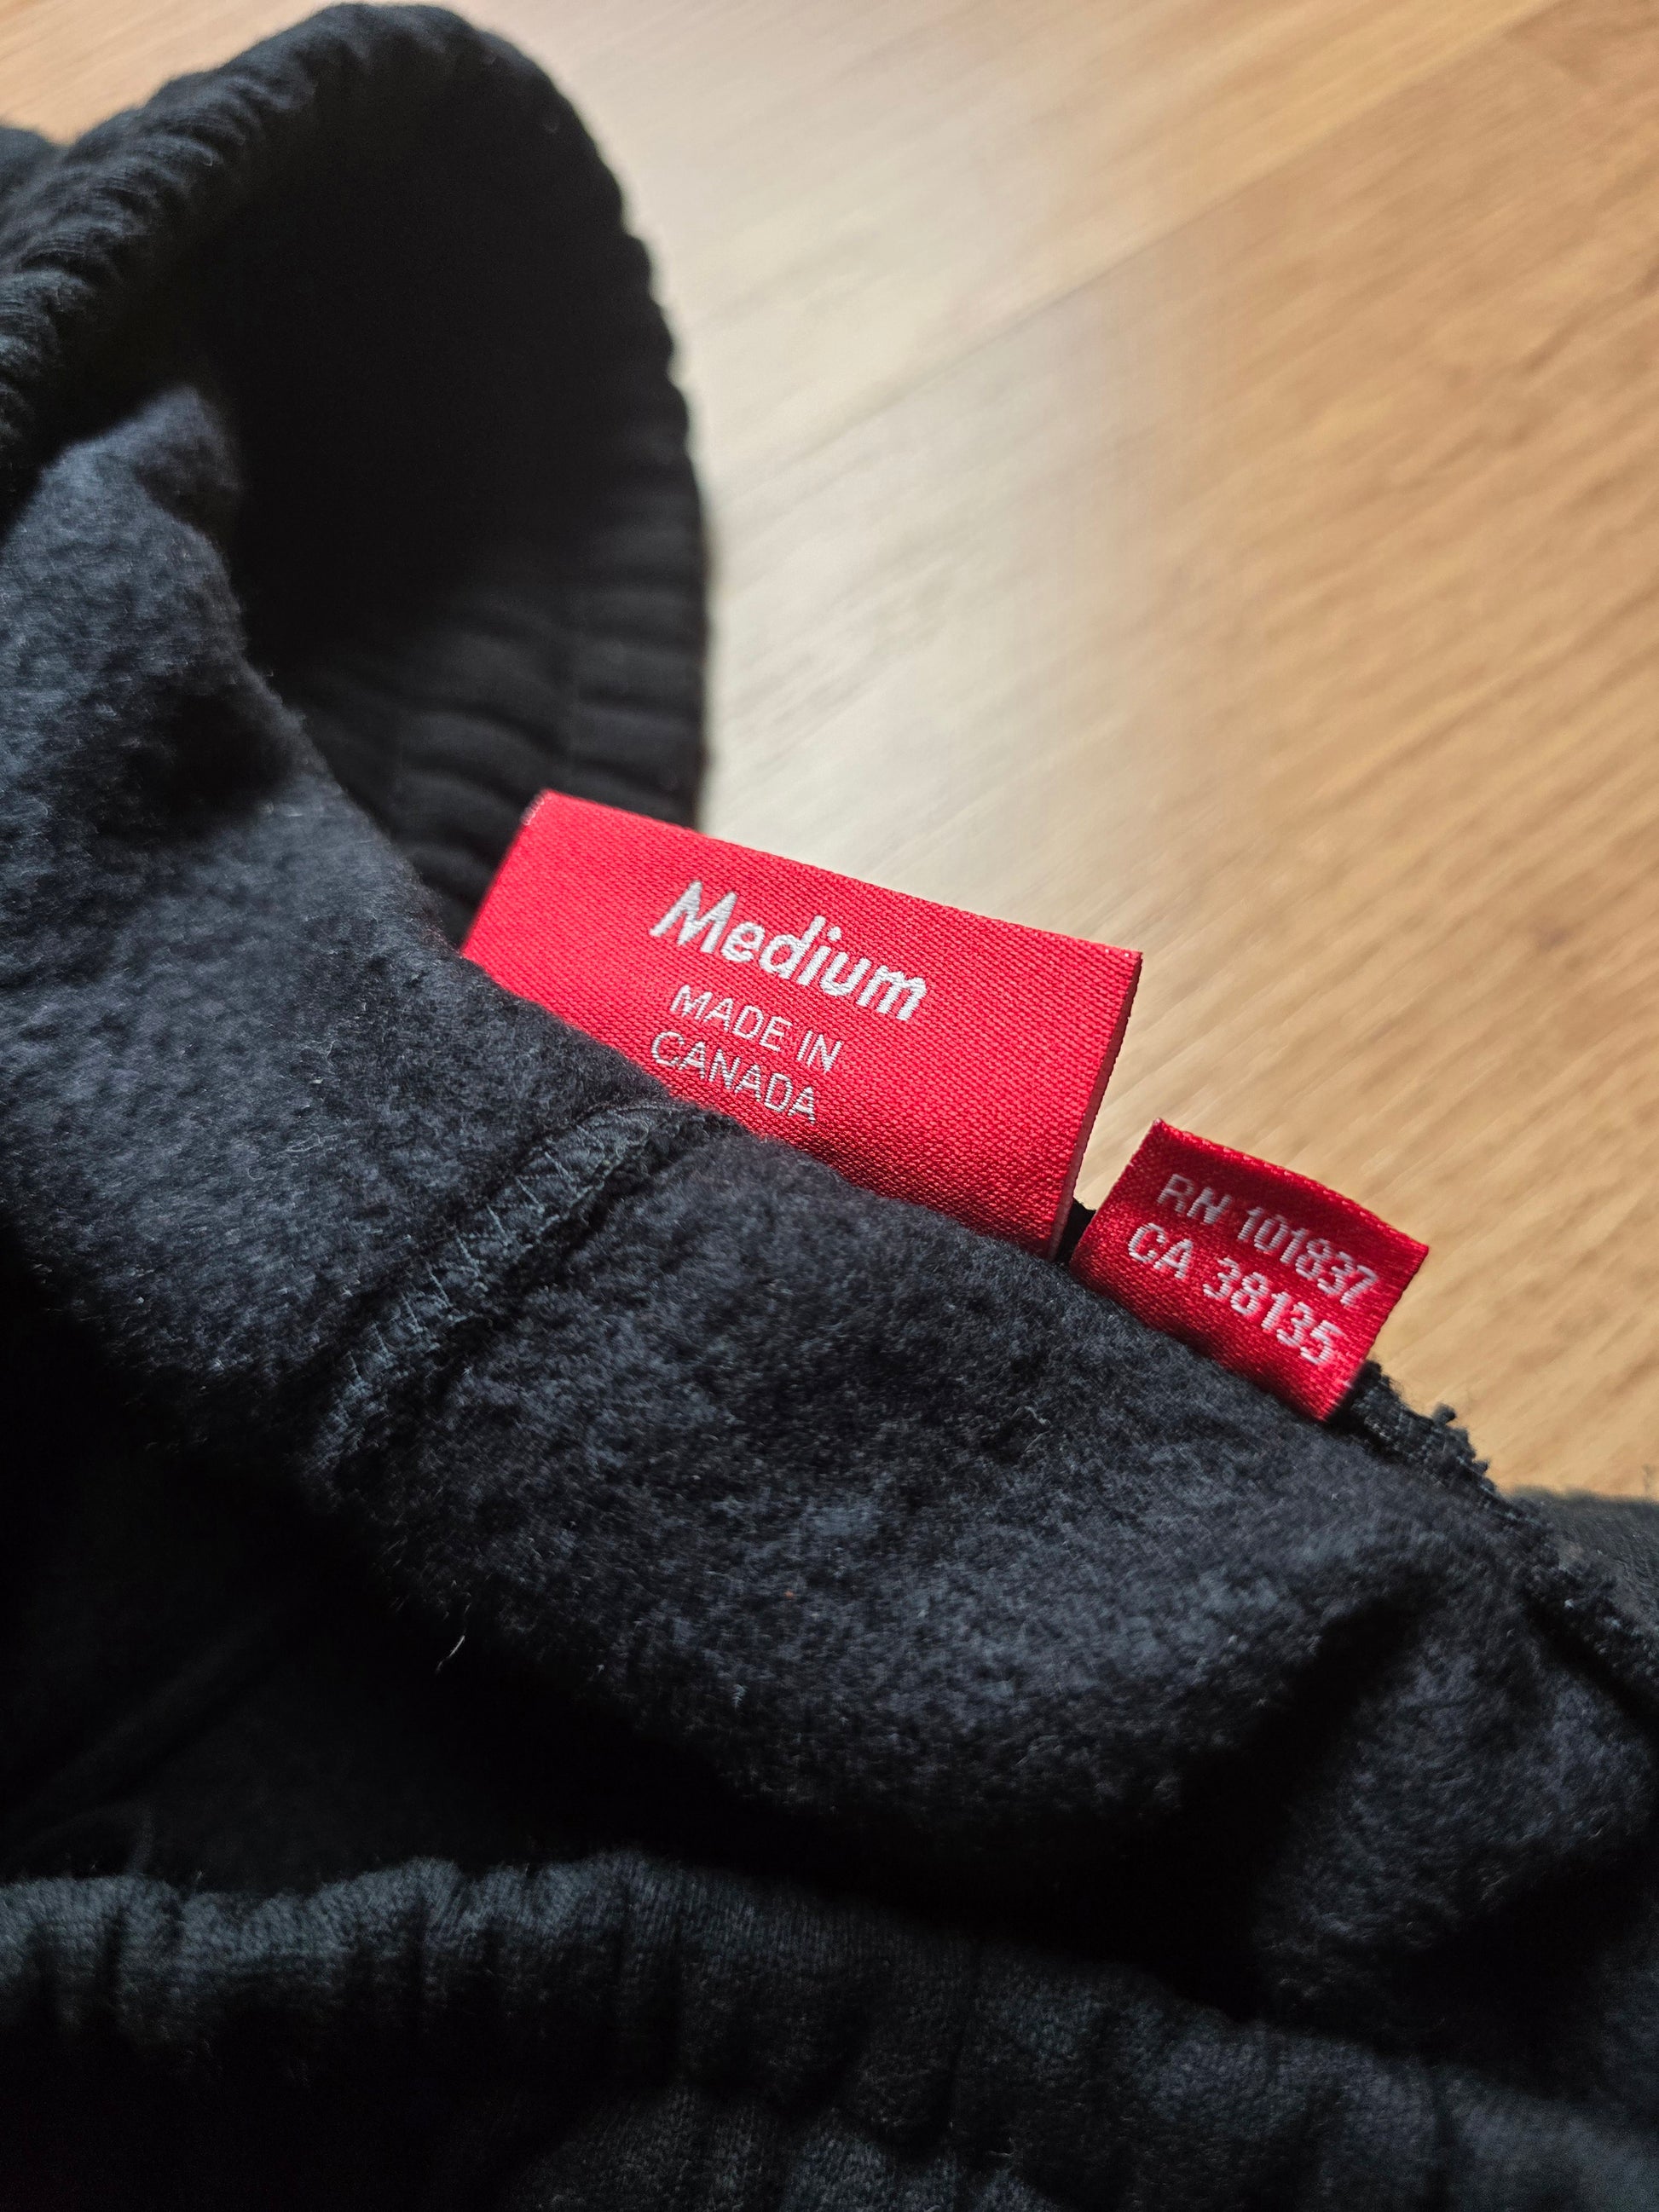 Medium
MADE IN
CANADA
RN 101837
CA 38135